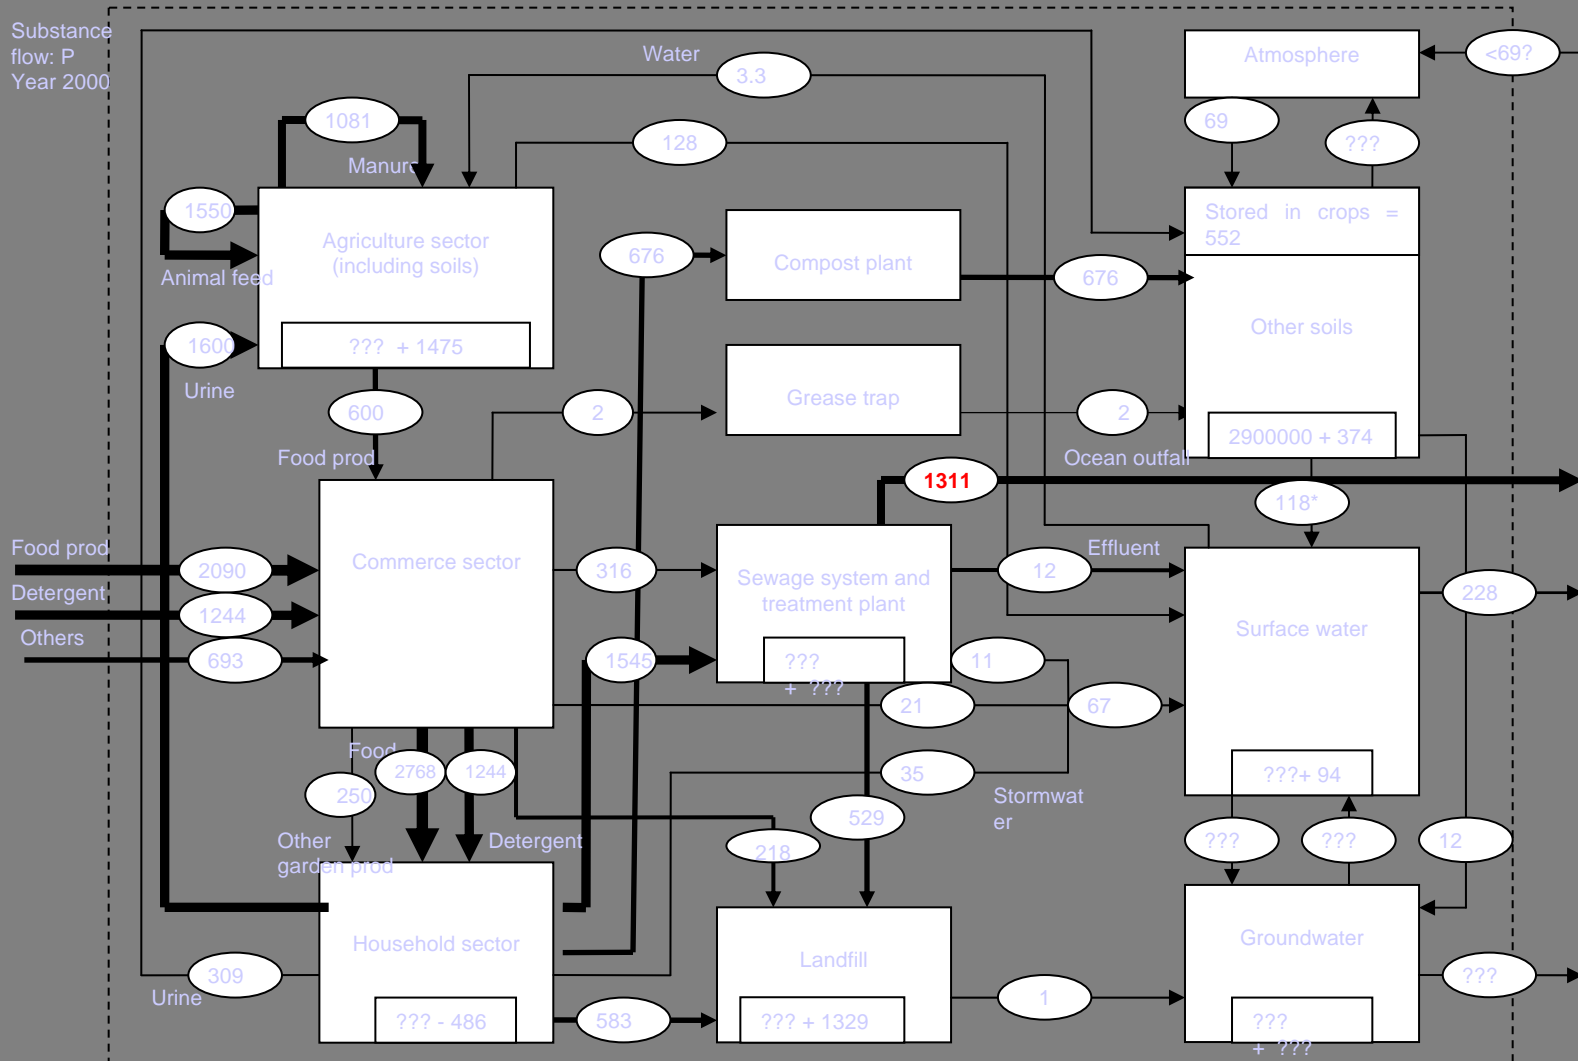 Substance
flow: P
Year 2000
Water
3.3
Atmosphere
<69?
1081
Manure
128
69
???
1550
Animal feed
Agriculture sector
(including soils)
??? + 1475
676
Compost plant
676
Stored in crops =
552
Other soils
2900000 + 374
1600
Urine
600
Food prod
2
Grease trap
2
Ocean outfall
1311
118*
Food prod
2090
Detergent
1244
Others
693
Commerce sector
316
Sewage system and
treatment plant
???
+ ???
12
Effluent
228
Surface water
???+ 94
1545
11
21
67
Food
2768
1244
250
35
Stormwat
er
529
218
Other
garden prod
Detergent
???
???
12
Household sector
??? - 486
309
Urine
583
Landfill
??? + 1329
1
Groundwater
???
+ ???
???